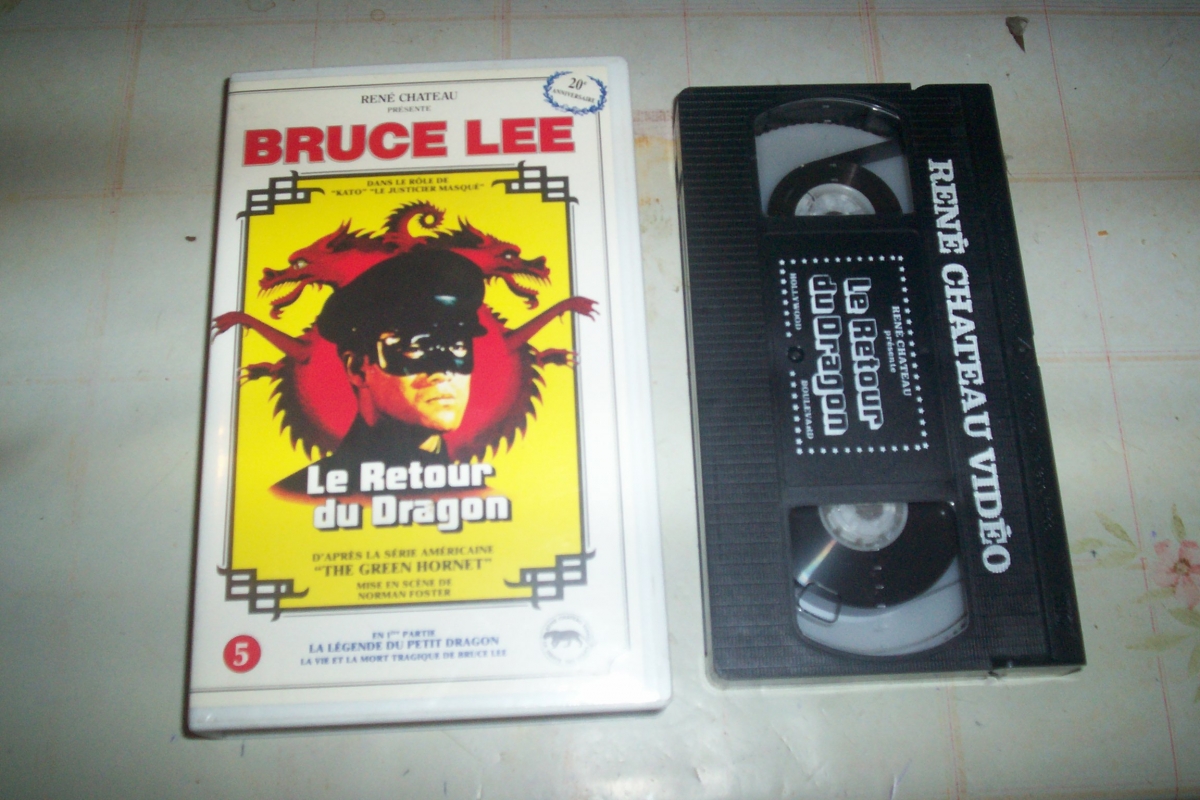 RENÉ CHATEAU
PRÉSENTE
20e
ANNIVERSAIRE
BRUCE LEE
DANS LE RÔLE DE
"KATO" "LE JUSTICIER MASQUÉ"
Le Retour
du Dragon
D'APRÈS LA SÉRIE AMÉRICAINE
"THE GREEN HORNET"
MISE EN SCÈNE DE
NORMAN FOSTER
5
EN 1ère PARTIE
LA LÉGENDE DU PETIT DRAGON
LA VIE ET LA MORT TRAGIQUE DE BRUCE LEE
RENÉ CHATEAU VIDÉO
RENÉ CHATEAU
présente
Le Retour
du Dragon
HOLLYWOOD BOULEVARD